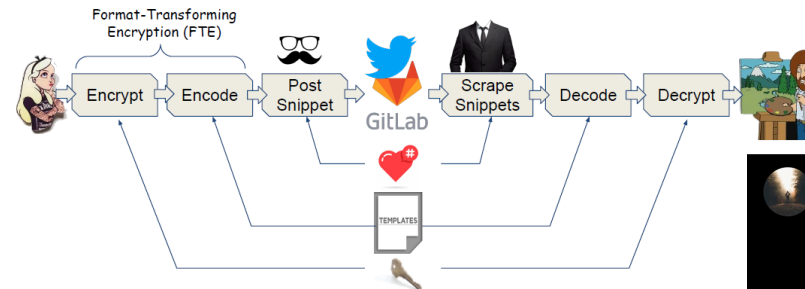 Format-Transforming
Encryption (FTE)
Encrypt
Encode
Post
Snippet
GitLab
Scrape
Snippets
Decode
Decrypt
#
TEMPLATES